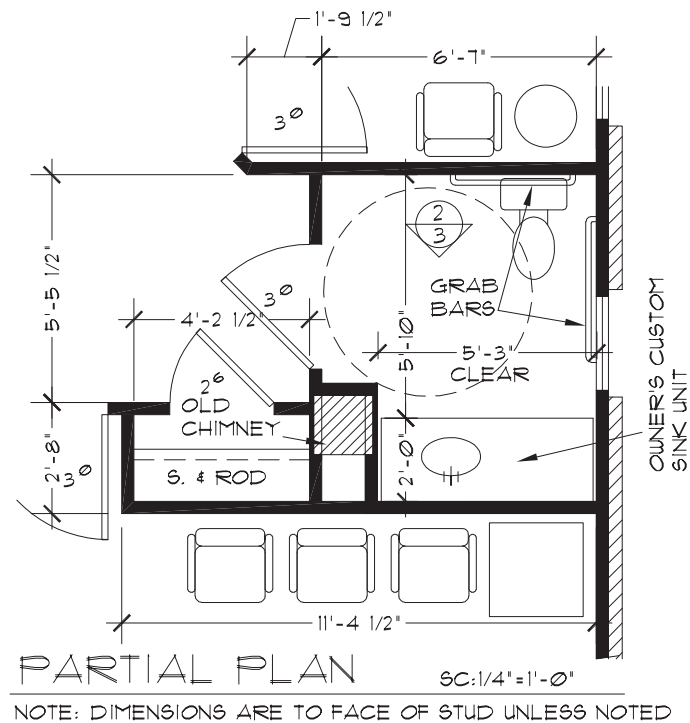 1'-9 1/2"
6'-7"
3⁰
2
3
GRAB
BARS
3⁰
5'-5 1/2"
4'-2 1/2"
5'-10"
5'-3"
CLEAR
2⁶
OLD
CHIMNEY
OWNER'S CUSTOM
SINK UNIT
2'-8"
3⁰
S. & ROD
2'-0"
11'-4 1/2"
PARTIAL PLAN
SC:1/4"=1'-0"
NOTE: DIMENSIONS ARE TO FACE OF STUD UNLESS NOTED